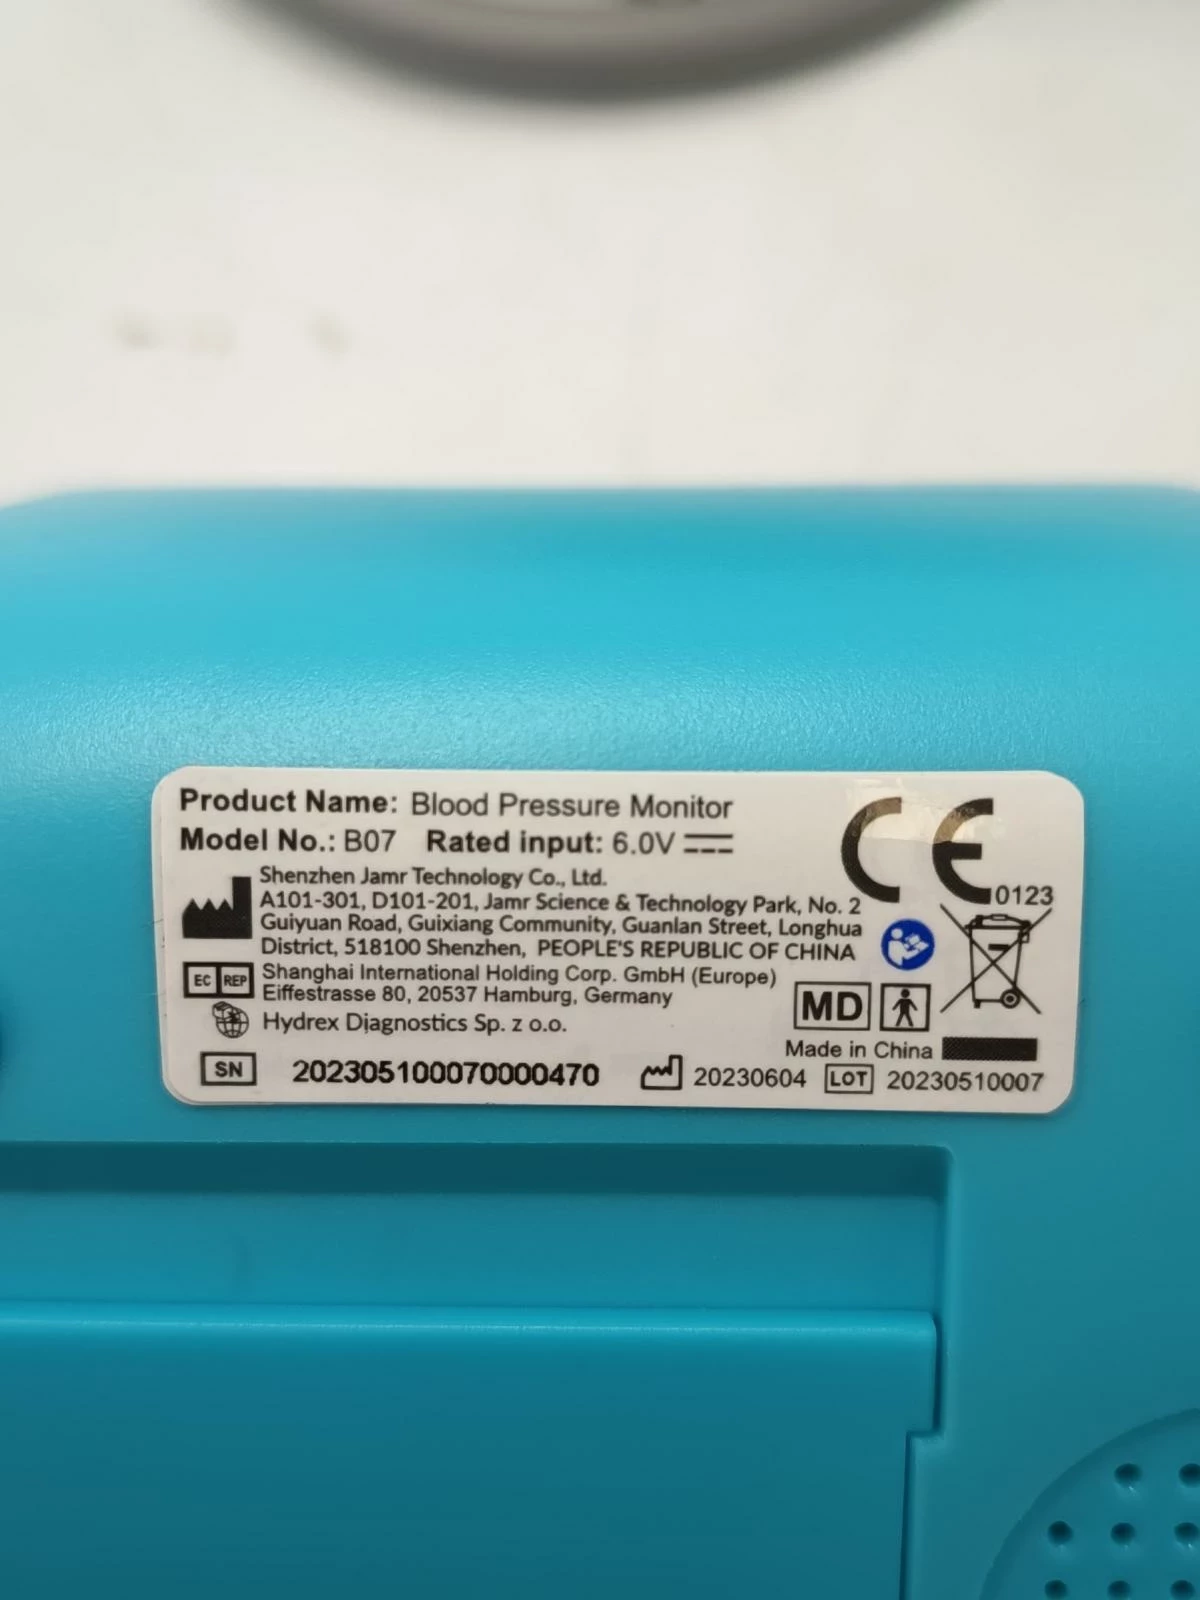 Product Name: Blood Pressure Monitor
Model No.: B07 Rated input: 6.0V
Shenzhen Jamr Technology Co., Ltd.
A101-301, D101-201, Jamr Science & Technology Park, No. 2
Guiyuan Road, Guixiang Community, Guanlan Street, Longhua
District, 518100 Shenzhen, PEOPLE'S REPUBLIC OF CHINA
EC REP Shanghai International Holding Corp. GmbH (Europe)
Eiffestrasse 80, 20537 Hamburg, Germany
Hydrex Diagnostics Sp. z o.o.
CE 0123
MD
Made in China
SN 202305100070000470 20230604 LOT 20230510007